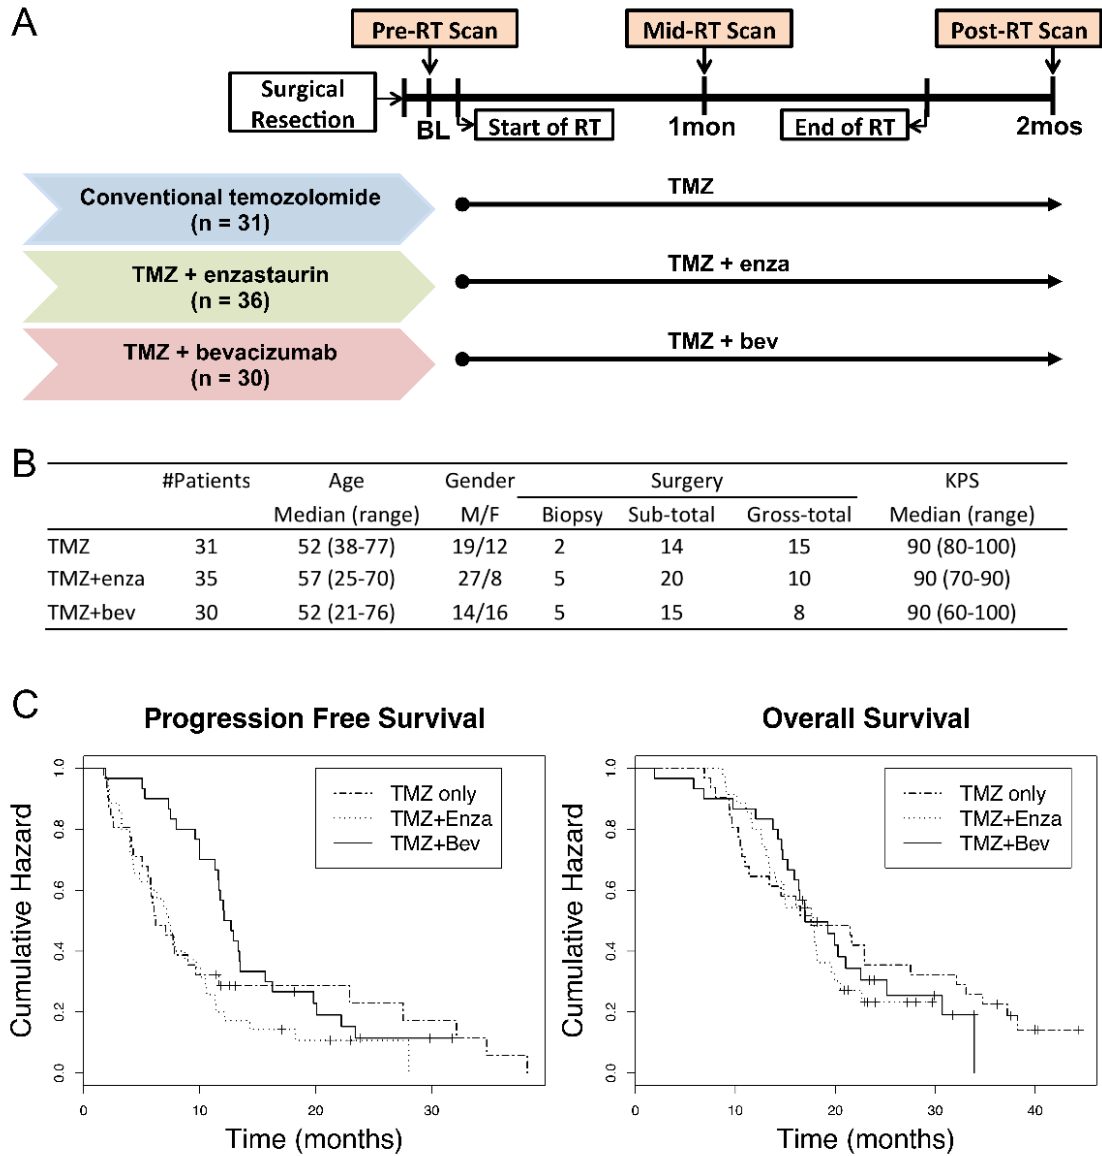 A
Pre-RT Scan Mid-RT Scan Post-RT Scan
Surgical
Resection
BL Start of RT 1mon End of RT 2mos
Conventional temozolomide
(n = 31)
TMZ
TMZ + enzastaurin
(n = 36)
TMZ + enza
TMZ + bevacizumab
(n = 30)
TMZ + bev
B
#Patients Age Gender Surgery KPS
Median (range) M/F Biopsy Sub-total Gross-total Median (range)
TMZ 31 52 (38-77) 19/12 2 14 15 90 (80-100)
TMZ+enza 35 57 (25-70) 27/8 5 20 10 90 (70-90)
TMZ+bev 30 52 (21-76) 14/16 5 15 8 90 (60-100)
C
Progression Free Survival
Cumulative Hazard
1.0
0.8
0.6
0.4
0.2
0.0
TMZ only
TMZ+Enza
TMZ+Bev
0 10 20 30
Time (months)
Overall Survival
Cumulative Hazard
1.0
0.8
0.6
0.4
0.2
0.0
TMZ only
TMZ+Enza
TMZ+Bev
0 10 20 30 40
Time (months)